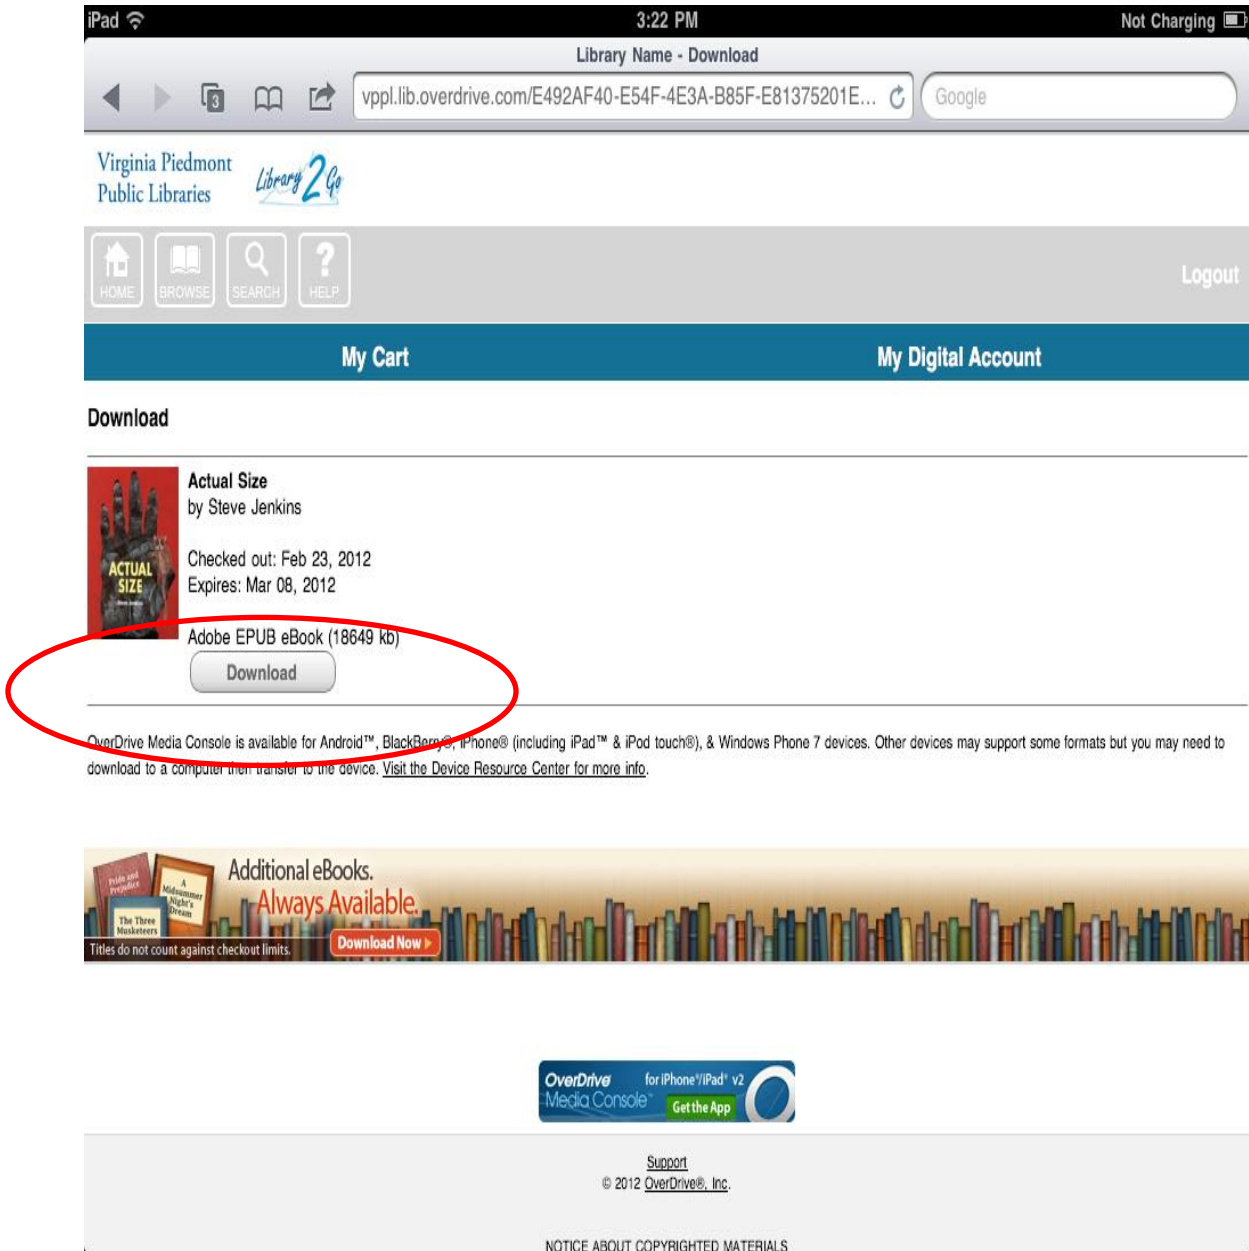 iPad 3:22 PM Not Charging
Library Name - Download
3 vppl.lib.overdrive.com/E492AF40-E54F-4E3A-B85F-E81375201E... Google
Virginia Piedmont
Public Libraries
Library 2 Go
HOME BROWSE SEARCH ? HELP
Logout
My Cart My Digital Account
Download
Actual Size
by Steve Jenkins
Checked out: Feb 23, 2012
Expires: Mar 08, 2012
ACTUAL
SIZE
Steve Jenkins
Adobe EPUB eBook (18649 kb)
Download
OverDrive Media Console is available for Android™, BlackBerry®, iPhone® (including iPad™ & iPod touch®), & Windows Phone 7 devices. Other devices may support some formats but you may need to
download to a computer then transfer to the device. Visit the Device Resource Center for more info.
Additional eBooks.
Always Available.
Pride and
Prejudice
A
Midsummer
Night's
Dream
The Three
Musketeers
Titles do not count against checkout limits.
Download Now
OverDrive for iPhone®/iPad® v2
Media Console™ Get the App
Support
© 2012 OverDrive®, Inc.
NOTICE ABOUT COPYRIGHTED MATERIALS